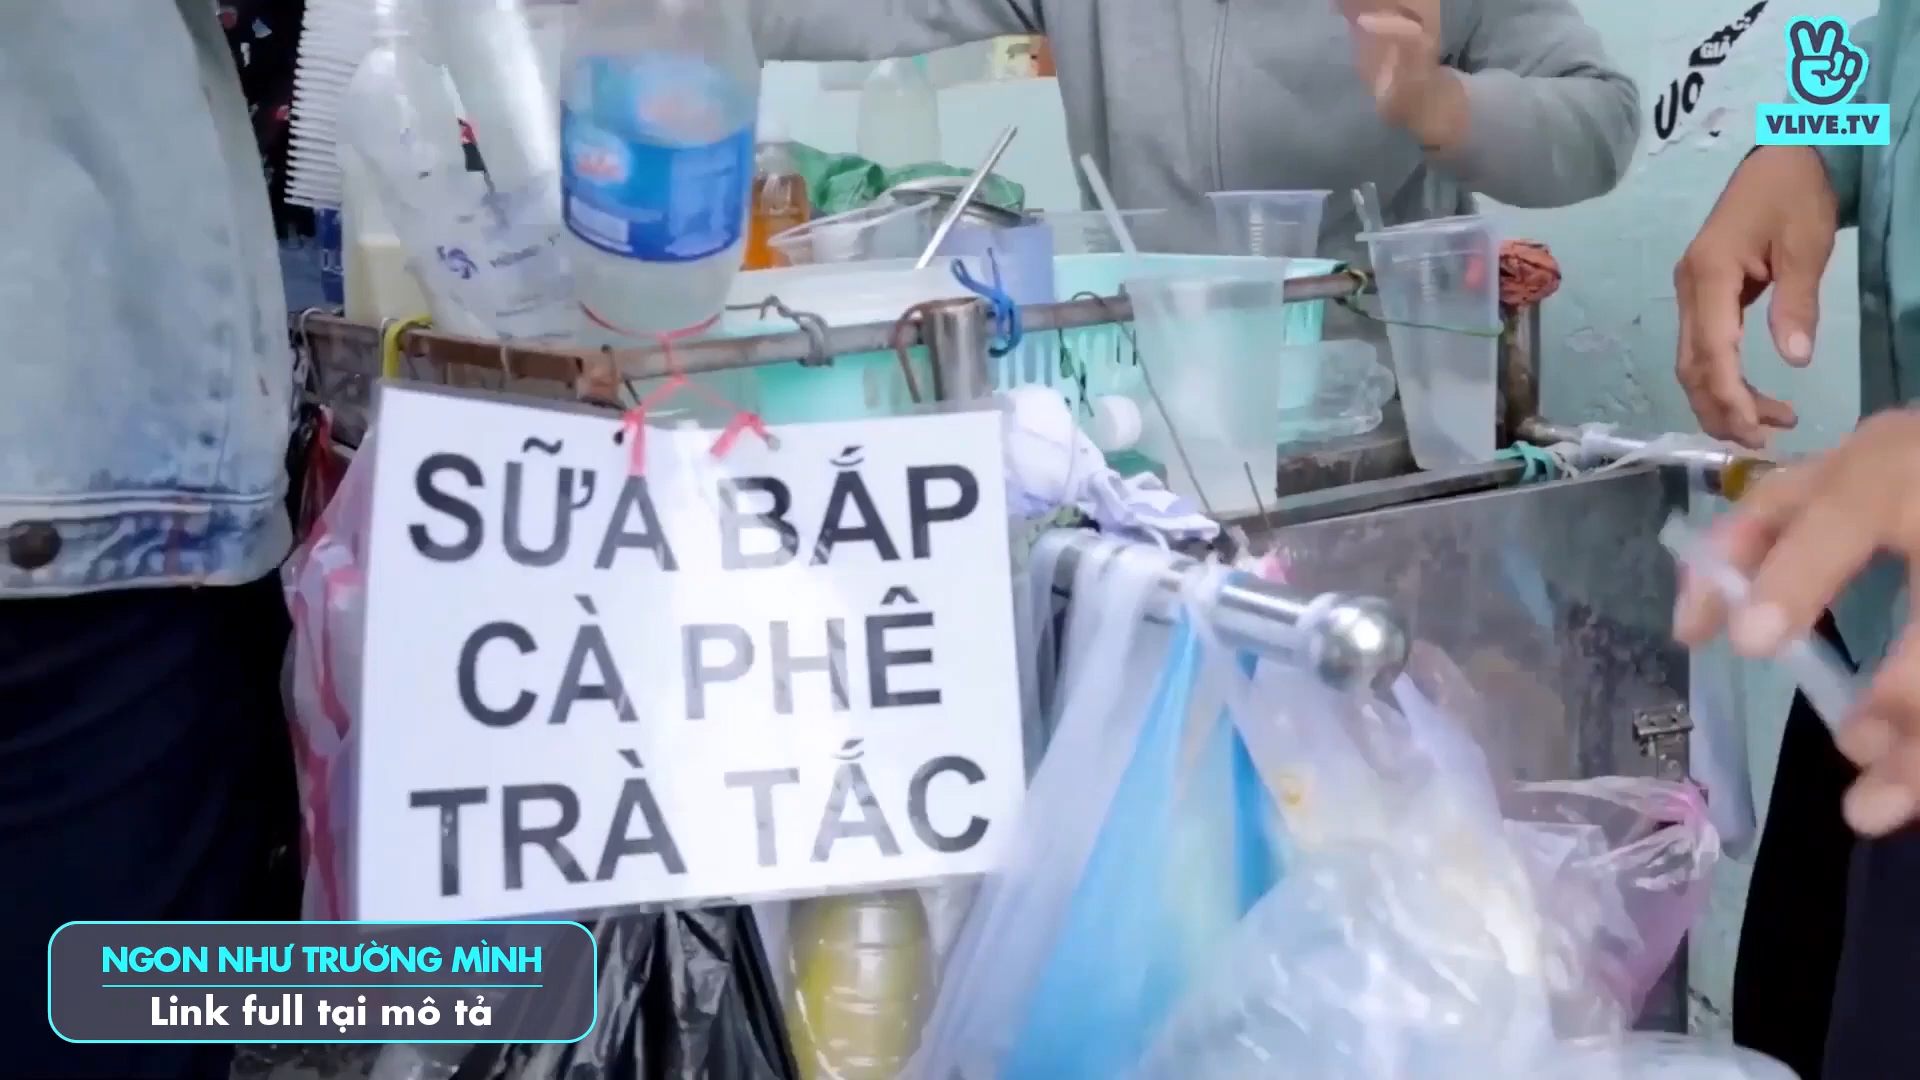 VLIVE.TV
SỮA BẮP
CÀ PHÊ
TRÀ TẮC
NGON NHƯ TRƯỜNG MÌNH
Link full tại mô tả